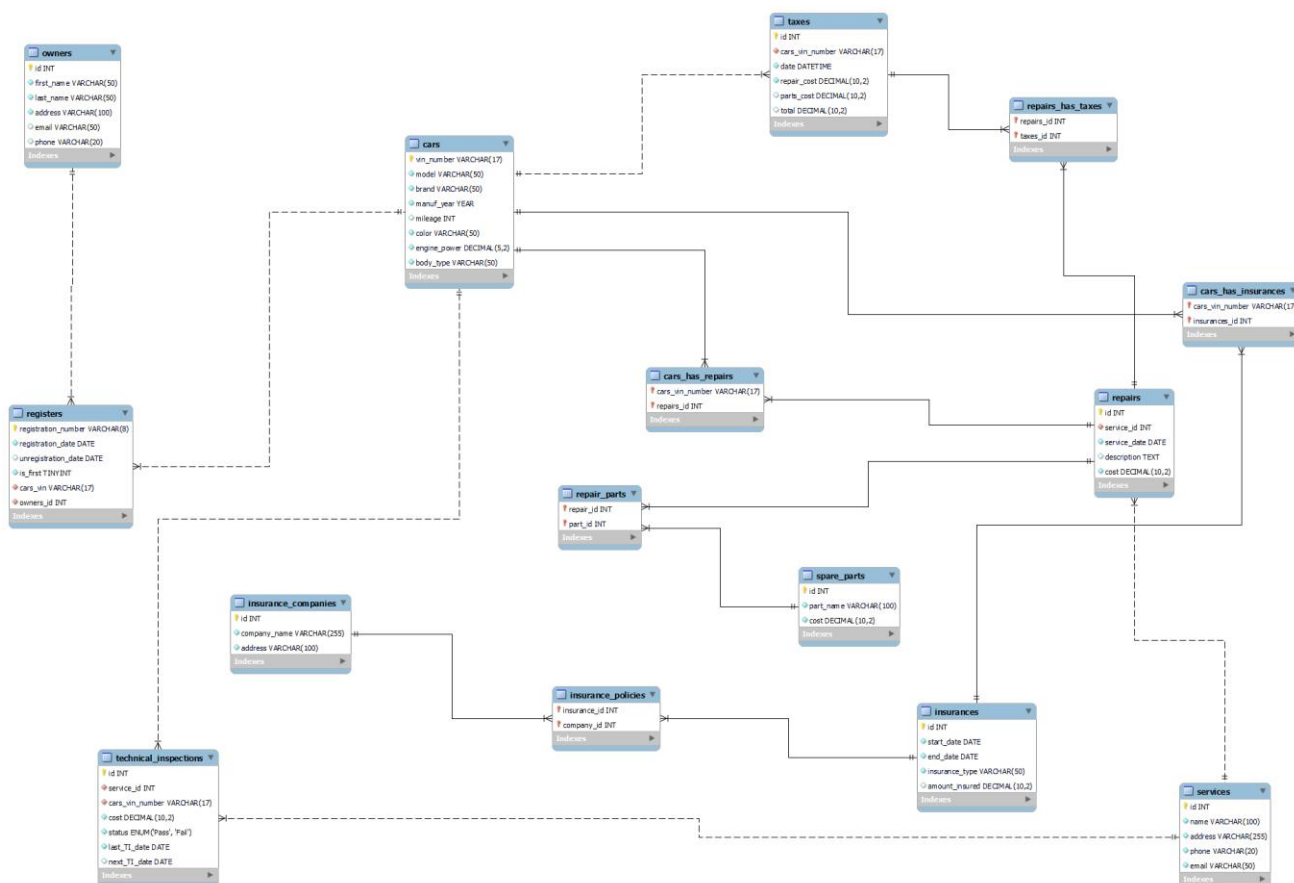 owners
id INT
first_name VARCHAR(50)
last_name VARCHAR(50)
address VARCHAR(100)
email VARCHAR(50)
phone VARCHAR(20)
Indexes
taxes
id INT
cars_vin_number VARCHAR(17)
date DATETIME
repair_cost DECIMAL(10,2)
parts_cost DECIMAL(10,2)
total DECIMAL(10,2)
Indexes
repairs_has_taxes
repairs_id INT
taxes_id INT
Indexes
cars
vin_number VARCHAR(17)
model VARCHAR(50)
brand VARCHAR(50)
manuf_year YEAR
mileage INT
color VARCHAR(50)
engine_power DECIMAL(5,2)
body_type VARCHAR(50)
Indexes
cars_has_insurances
cars_vin_number VARCHAR(17
insurances_id INT
Indexes
cars_has_repairs
cars_vin_number VARCHAR(17)
repairs_id INT
Indexes
repairs
id INT
service_id INT
service_date DATE
description TEXT
cost DECIMAL(10,2)
Indexes
registers
registration_number VARCHAR(8)
registration_date DATE
unregistration_date DATE
is_first TINYINT
cars_vin VARCHAR(17)
owners_id INT
Indexes
repair_parts
repair_id INT
part_id INT
Indexes
spare_parts
id INT
part_name VARCHAR(100)
cost DECIMAL(10,2)
Indexes
insurance_companies
id INT
company_name VARCHAR(255)
address VARCHAR(100)
Indexes
insurance_policies
insurance_id INT
company_id INT
Indexes
insurances
id INT
start_date DATE
end_date DATE
insurance_type VARCHAR(50)
amount_insured DECIMAL(10,2)
Indexes
technical_inspections
id INT
service_id INT
cars_vin_number VARCHAR(17)
cost DECIMAL(10,2)
status ENUM('Pass', 'Fail')
last_TI_date DATE
next_TI_date DATE
Indexes
services
id INT
name VARCHAR(100)
address VARCHAR(255)
phone VARCHAR(20)
email VARCHAR(50)
Indexes